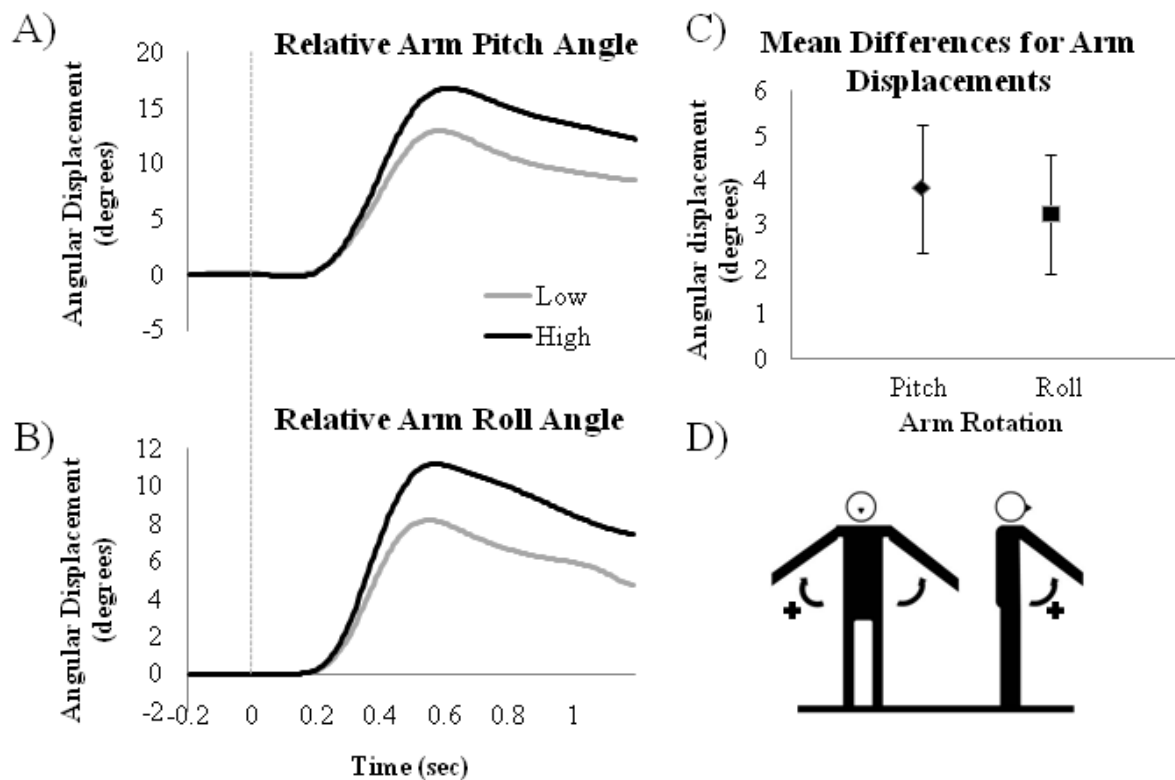 A)
Relative Arm Pitch Angle
Angular Displacement
(degrees)
20
15
10
5
0
-5
Low
High
B)
Relative Arm Roll Angle
Angular Displacement
(degrees)
12
10
8
6
4
2
0
-2
-0.2
0
0.2
0.4
0.6
0.8
1
Time (sec)
C)
Mean Differences for Arm
Displacements
Angular displacement
(degrees)
6
5
4
3
2
1
0
Pitch
Roll
Arm Rotation
D)